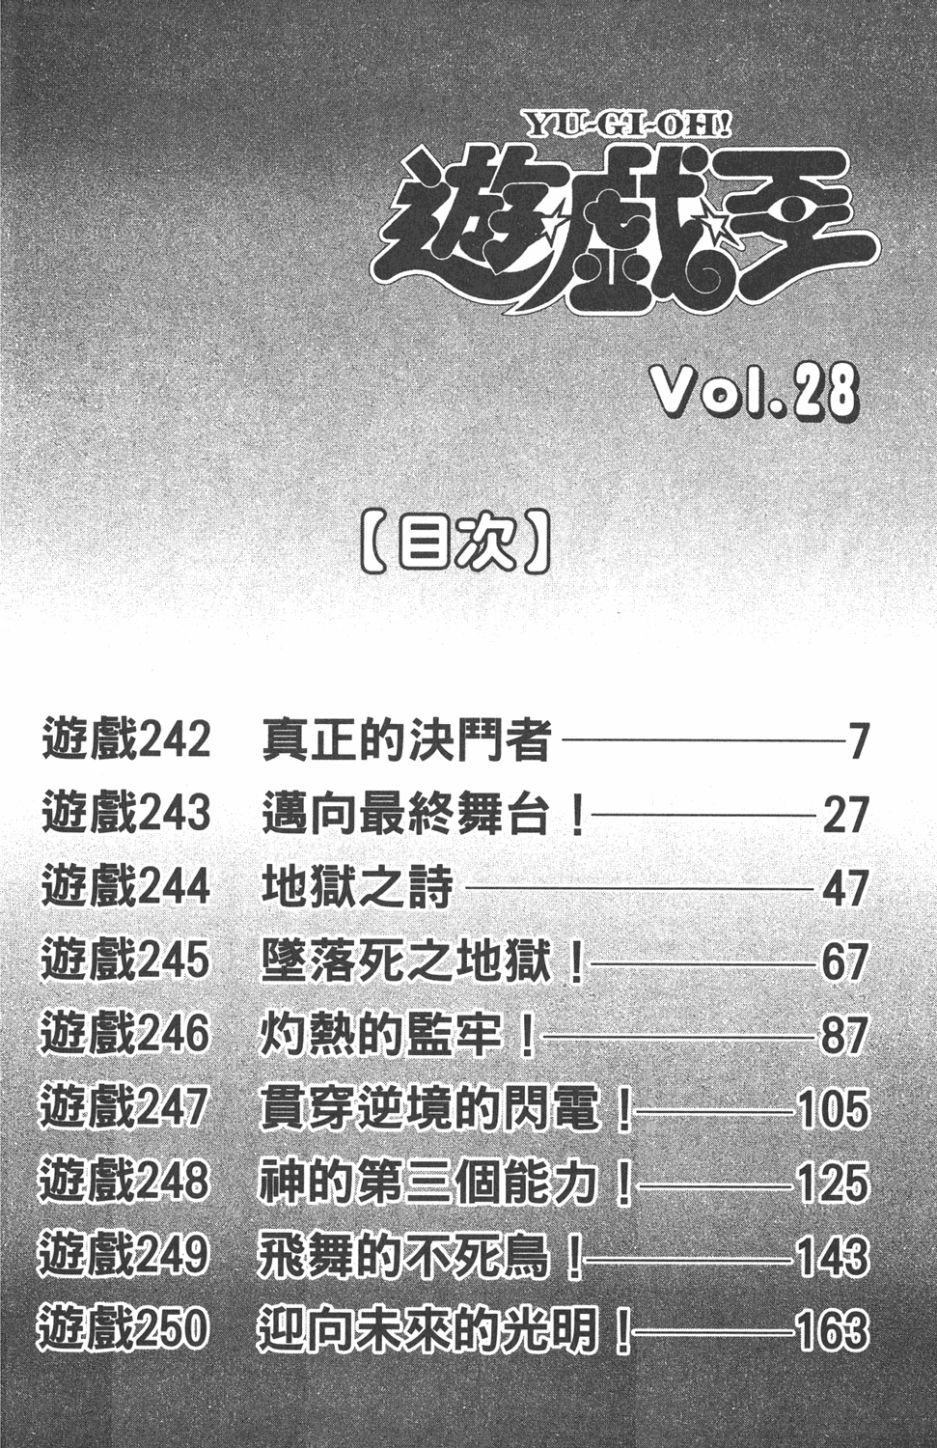 YU-GI-OH!
遊戲王
Vol.28
【目次】
遊戲242 真正的決鬥者 7
遊戲243 邁向最終舞台！ 27
遊戲244 地獄之詩 47
遊戲245 墜落死之地獄！ 67
遊戲246 灼熱的監牢！ 87
遊戲247 貫穿逆境的閃電！ 105
遊戲248 神的第三個能力！ 125
遊戲249 飛舞的不死鳥！ 143
遊戲250 迎向未來的光明！ 163